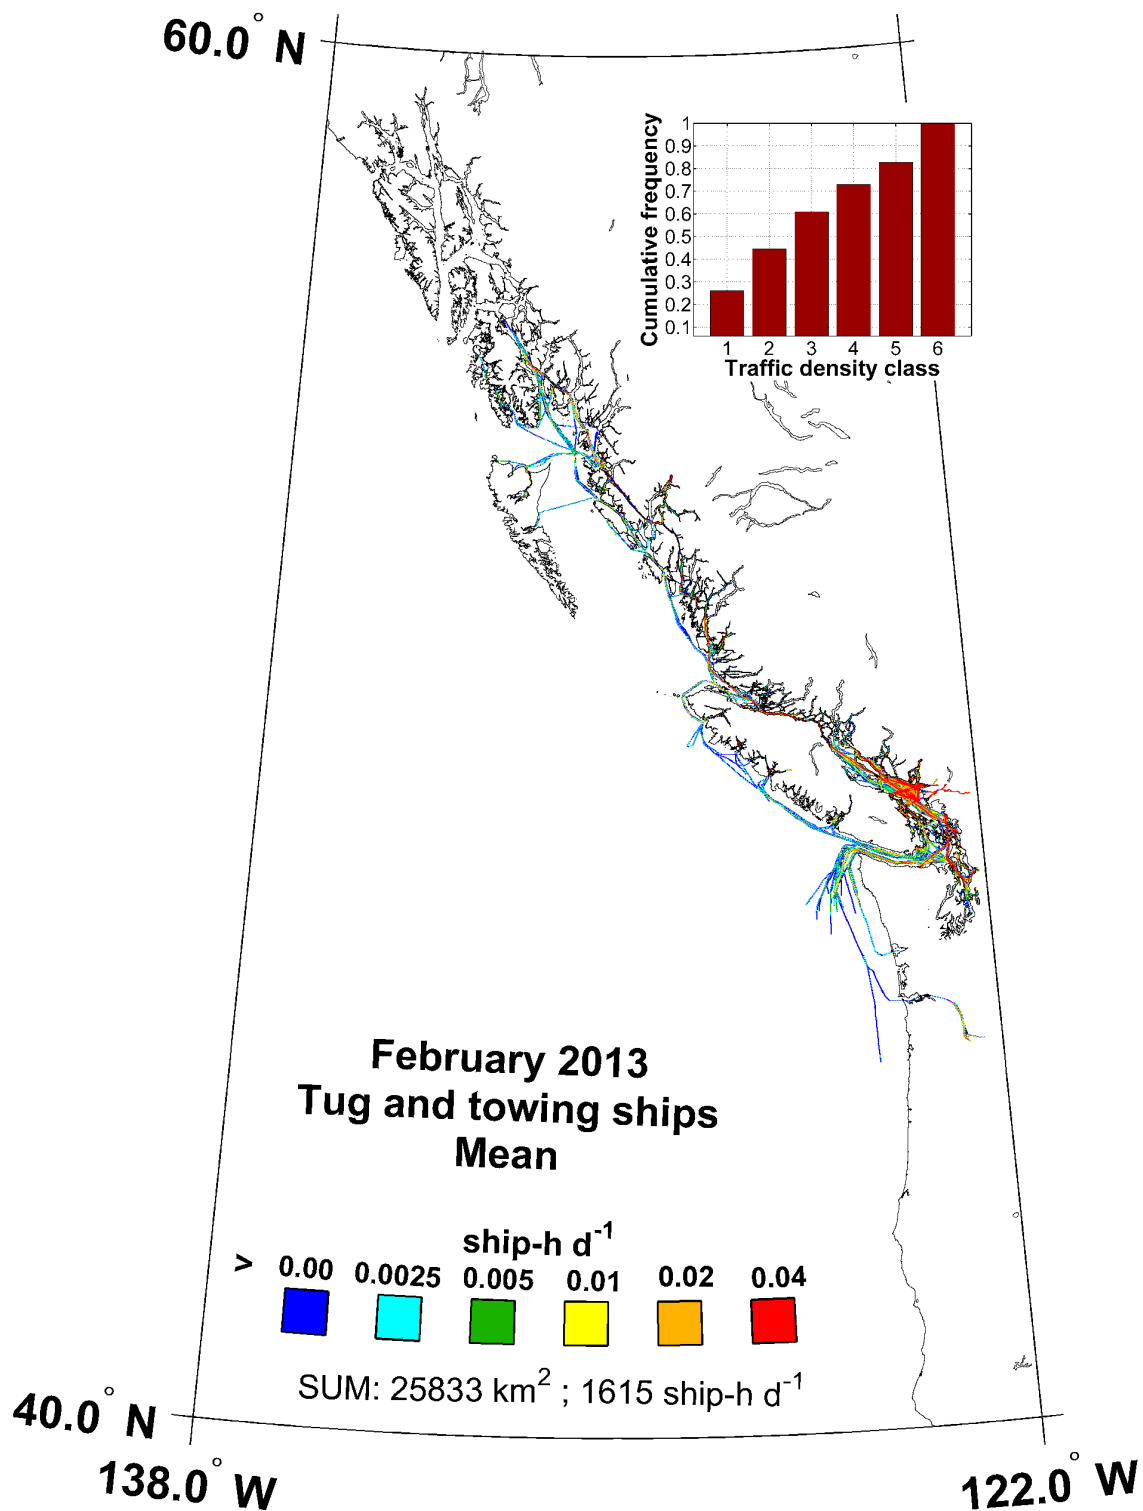 60.0° N
Cumulative frequency
1
0.9
0.8
0.7
0.6
0.5
0.4
0.3
0.2
0.1
1 2 3 4 5 6
Traffic density class
February 2013
Tug and towing ships
Mean
ship-h d⁻¹
> 0.00 0.0025 0.005 0.01 0.02 0.04
SUM: 25833 km² ; 1615 ship-h d⁻¹
40.0° N
138.0° W
122.0° W